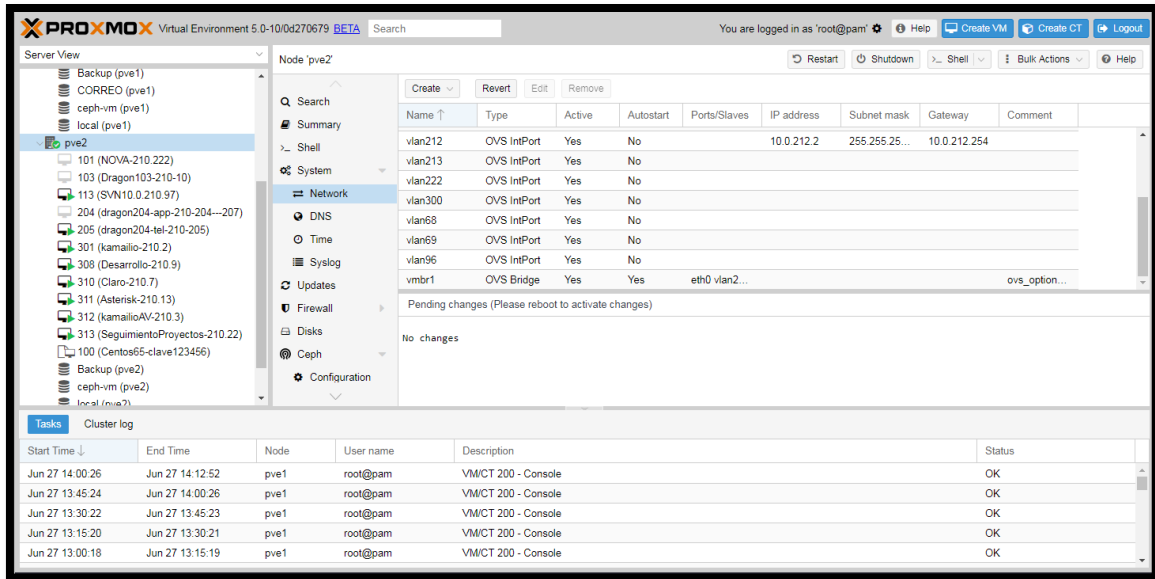 PROXMOX Virtual Environment 5.0-10/0d270679 BETA Search You are logged in as 'root@pam' Help Create VM Create CT Logout
Server View
Backup (pve1)
CORREO (pve1)
ceph-vm (pve1)
local (pve1)
pve2
101 (NOVA-210.222)
103 (Dragon103-210-10)
113 (SVN10.0.210.97)
204 (dragon204-app-210-204---207)
205 (dragon204-tel-210-205)
301 (kamailio-210.2)
308 (Desarrollo-210.9)
310 (Claro-210.7)
311 (Asterisk-210.13)
312 (kamailioAV-210.3)
313 (SeguimientoProyectos-210.22)
100 (Centos65-clave123456)
Backup (pve2)
ceph-vm (pve2)
local (pve2)
Node 'pve2' Restart Shutdown >_ Shell Bulk Actions Help
Search
Summary
>_ Shell
System
Network
DNS
Time
Syslog
Updates
Firewall
Disks
Ceph
Configuration
Create Revert Edit Remove
Name Type Active Autostart Ports/Slaves IP address Subnet mask Gateway Comment
vlan212 OVS IntPort Yes No 10.0.212.2 255.255.25... 10.0.212.254
vlan213 OVS IntPort Yes No
vlan222 OVS IntPort Yes No
vlan300 OVS IntPort Yes No
vlan68 OVS IntPort Yes No
vlan69 OVS IntPort Yes No
vlan96 OVS IntPort Yes No
vmbr1 OVS Bridge Yes Yes eth0 vlan2... ovs_option...
Pending changes (Please reboot to activate changes)
No changes
Tasks Cluster log
Start Time End Time Node User name Description Status
Jun 27 14:00:26 Jun 27 14:12:52 pve1 root@pam VM/CT 200 - Console OK
Jun 27 13:45:24 Jun 27 14:00:26 pve1 root@pam VM/CT 200 - Console OK
Jun 27 13:30:22 Jun 27 13:45:23 pve1 root@pam VM/CT 200 - Console OK
Jun 27 13:15:20 Jun 27 13:30:21 pve1 root@pam VM/CT 200 - Console OK
Jun 27 13:00:18 Jun 27 13:15:19 pve1 root@pam VM/CT 200 - Console OK